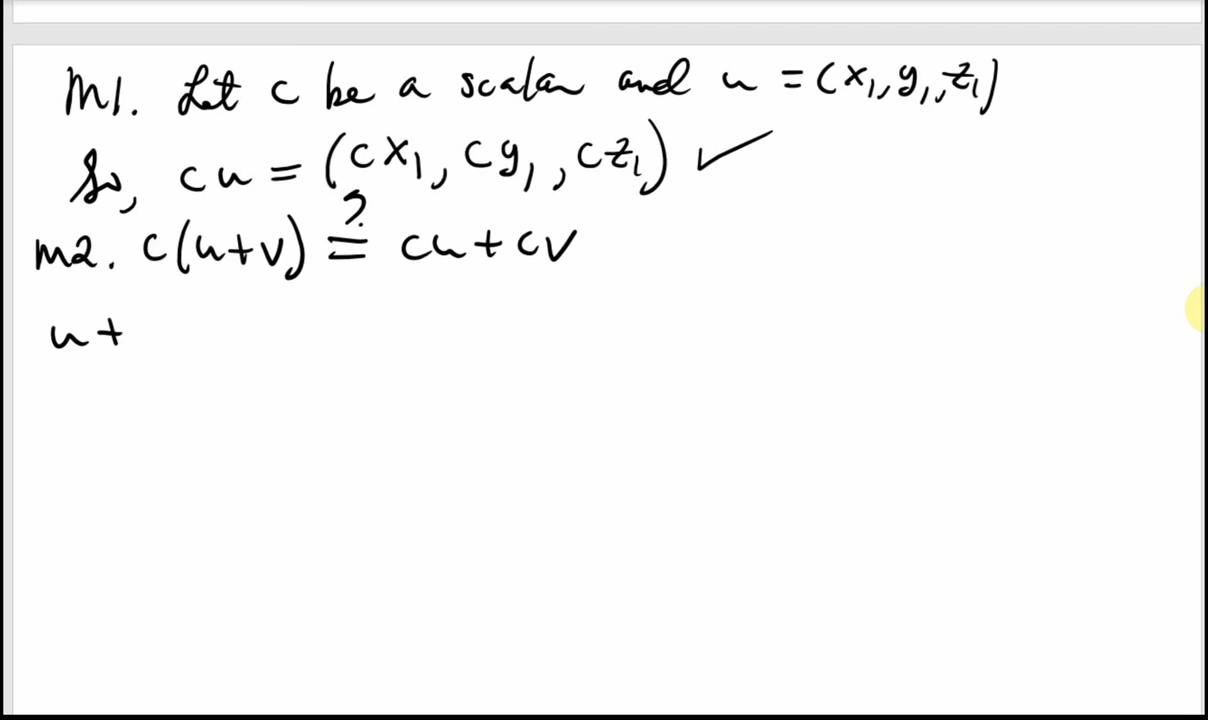 M1. Let c be a scalar and u = (x₁, y₁, z₁)
So, cu = (cx₁, cy₁, cz₁) ✓
M2. c(u+v) ≟ cu + cv
u +